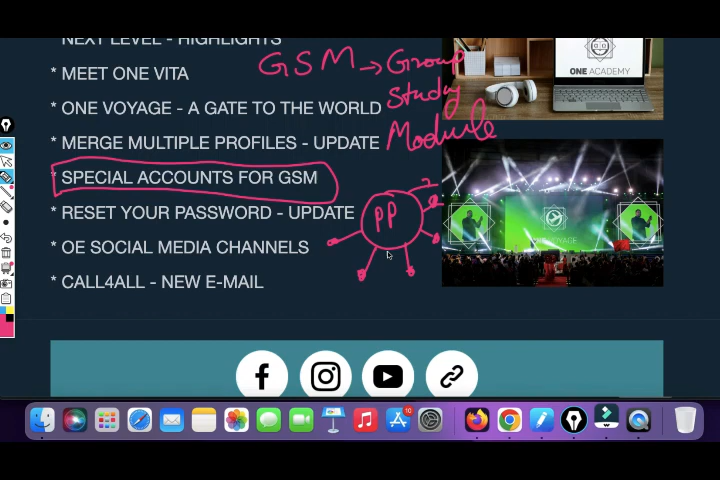 NEXT LEVEL - HIGHLIGHTS
* MEET ONE VITA
* ONE VOYAGE - A GATE TO THE WORLD
* MERGE MULTIPLE PROFILES - UPDATE
* SPECIAL ACCOUNTS FOR GSM
* RESET YOUR PASSWORD - UPDATE
* OE SOCIAL MEDIA CHANNELS
* CALL4ALL - NEW E-MAIL
GSM → Group
Study
Module
PP
ONE ACADEMY
10